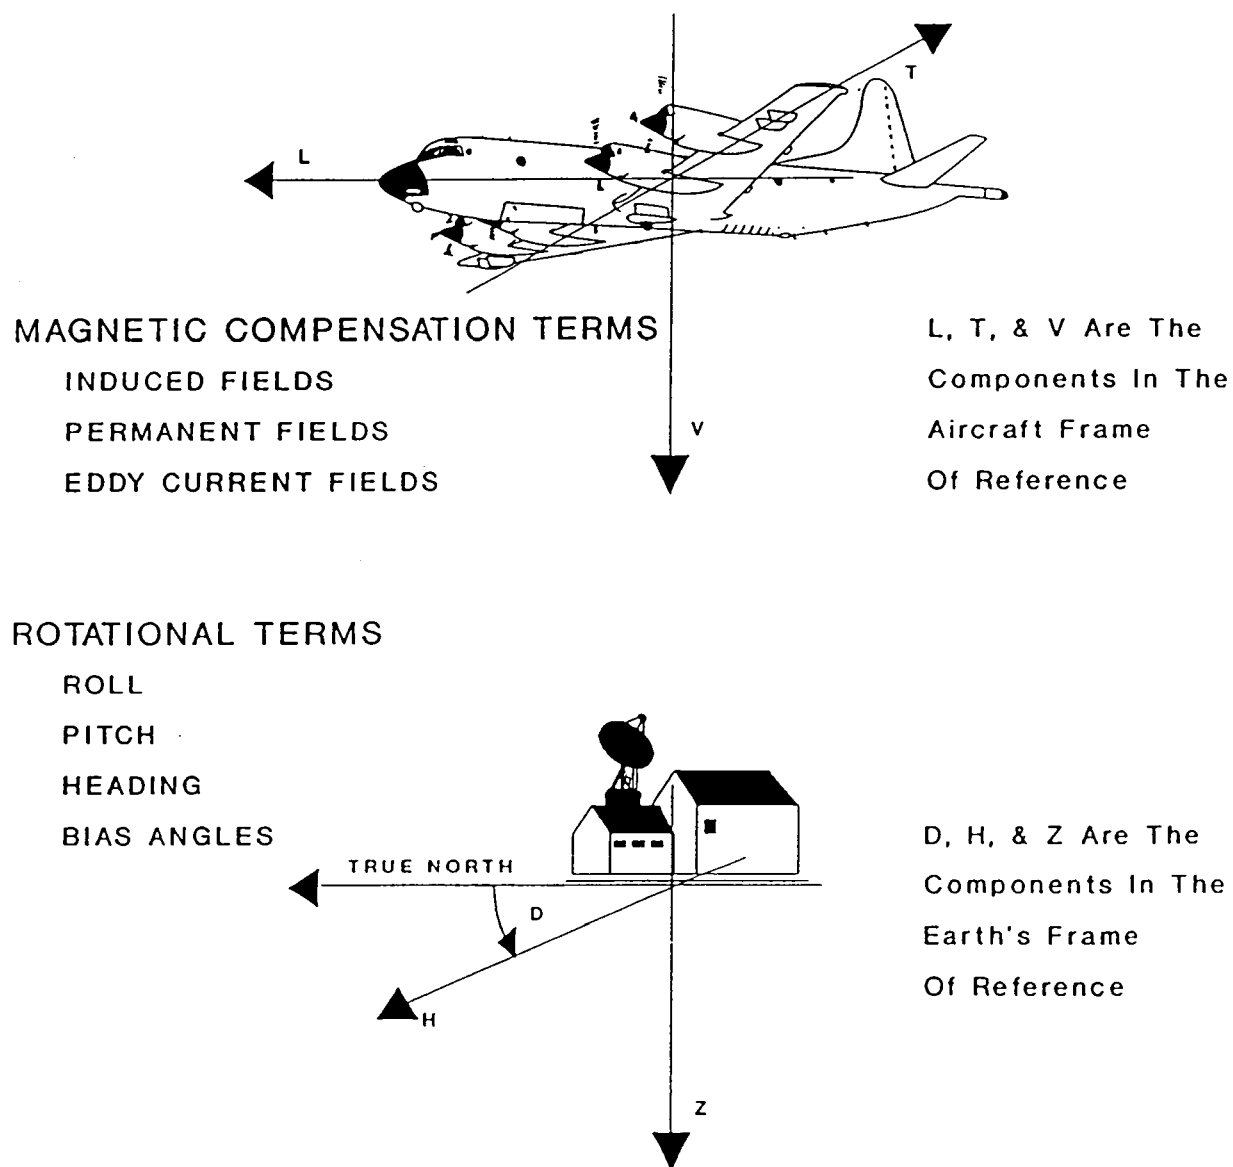 T
L
MAGNETIC COMPENSATION TERMS
INDUCED FIELDS
PERMANENT FIELDS
EDDY CURRENT FIELDS
V
L, T, & V Are The
Components In The
Aircraft Frame
Of Reference
ROTATIONAL TERMS
ROLL
PITCH
HEADING
BIAS ANGLES
TRUE NORTH
D
H
Z
D, H, & Z Are The
Components In The
Earth's Frame
Of Reference